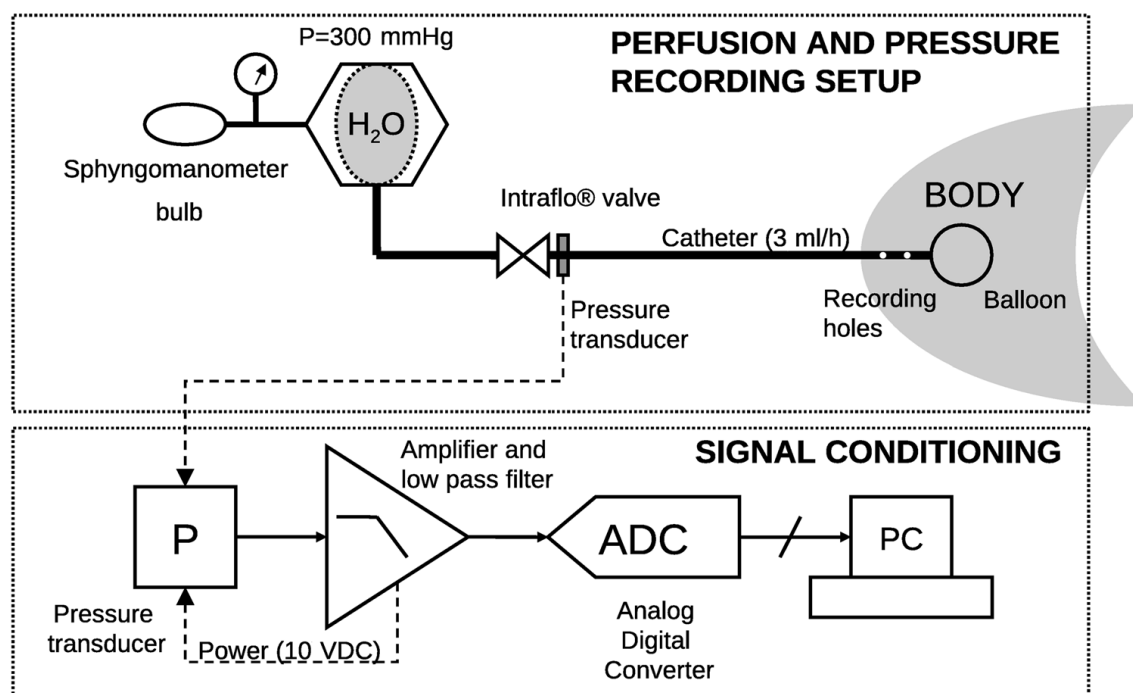 P=300 mmHg
PERFUSION AND PRESSURE
RECORDING SETUP
H₂O
Sphyngomanometer
bulb
Intraflo® valve
BODY
Catheter (3 ml/h)
Recording
holes
Balloon
Pressure
transducer
SIGNAL CONDITIONING
Amplifier and
low pass filter
P
ADC
PC
Pressure
transducer
Power (10 VDC)
Analog
Digital
Converter